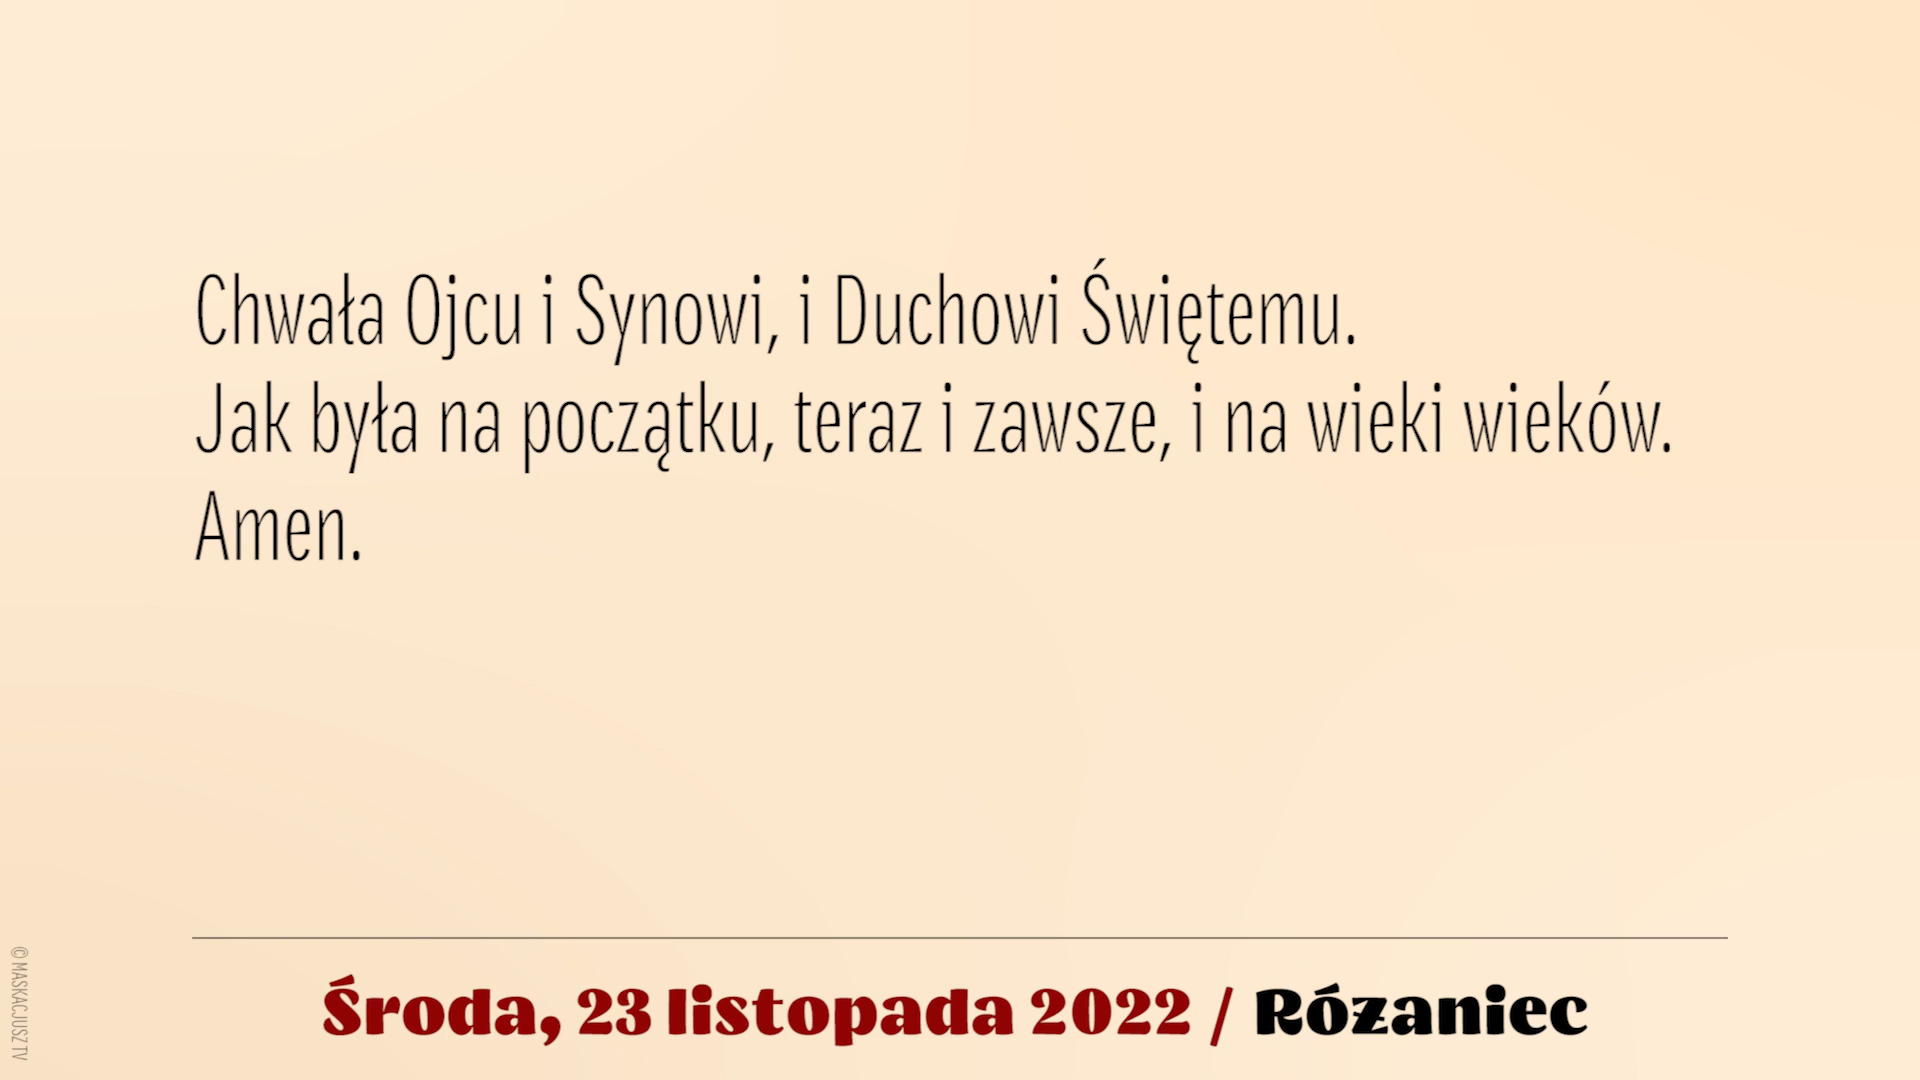 Chwała Ojcu i Synowi, i Duchowi Świętemu.
Jak była na początku, teraz i zawsze, i na wieki wieków.
Amen.
Środa, 23 listopada 2022 / Różaniec
© MASKACJUSZ TV